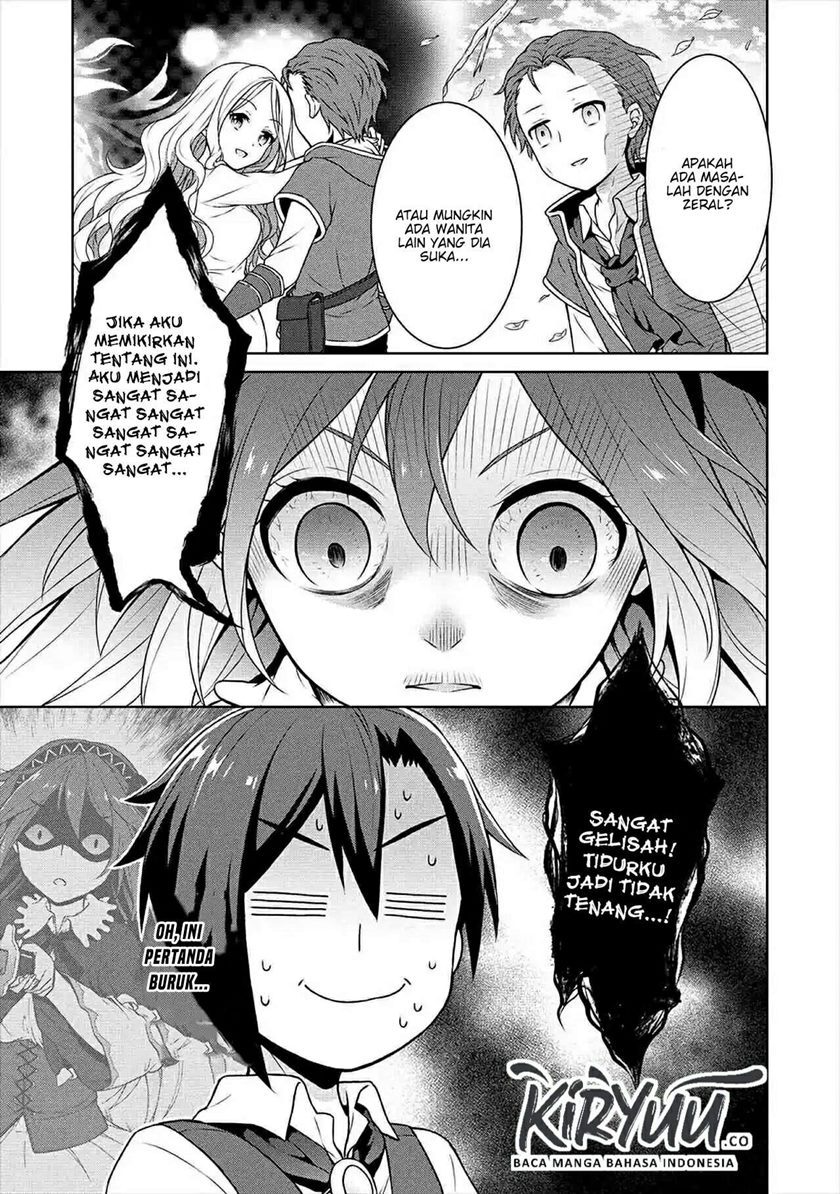 APAKAH
ADA MASA-
LAH DENGAN
ZERAL?
ATAU MUNGKIN
ADA WANITA
LAIN YANG DIA
SUKA...
JIKA AKU
MEMIKIRKAN
TENTANG INI.
AKU MENJADI
SANGAT SA-
NGAT SANGAT
SANGAT SA-
NGAT SANGAT
SANGAT...
SANGAT
GELISAH!
TIDURKU
JADI TIDAK
TENANG...!
OH, INI
PERTANDA
BURUK...
KIRYUU.CO
BACA MANGA BAHASA INDONESIA